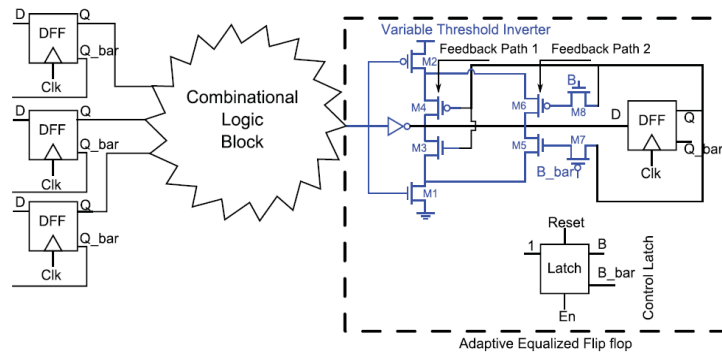 D
Q
DFF
Q_bar
Clk
D
Q
DFF
Q_bar
Clk
D
Q
DFF
Q_bar
Clk
Combinational
Logic
Block
Variable Threshold Inverter
Feedback Path 1
Feedback Path 2
M2
M4
M6
B
M8
M3
M5
M7
B_bar
M1
D
Q
DFF
Q_bar
Clk
Reset
1
B
Latch
B_bar
En
Control Latch
Adaptive Equalized Flip flop